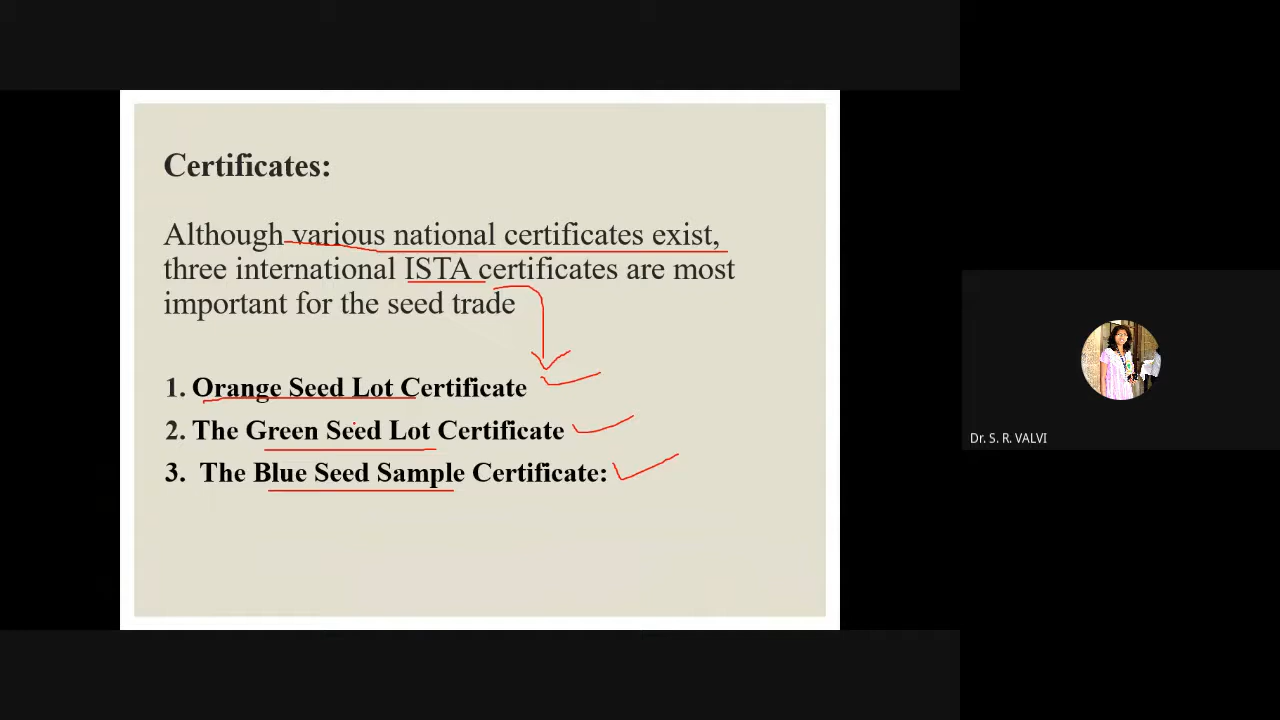 Certificates:
Although various national certificates exist,
three international ISTA certificates are most
important for the seed trade
1. Orange Seed Lot Certificate
2. The Green Seed Lot Certificate
3. The Blue Seed Sample Certificate:
Dr. S. R. VALVI